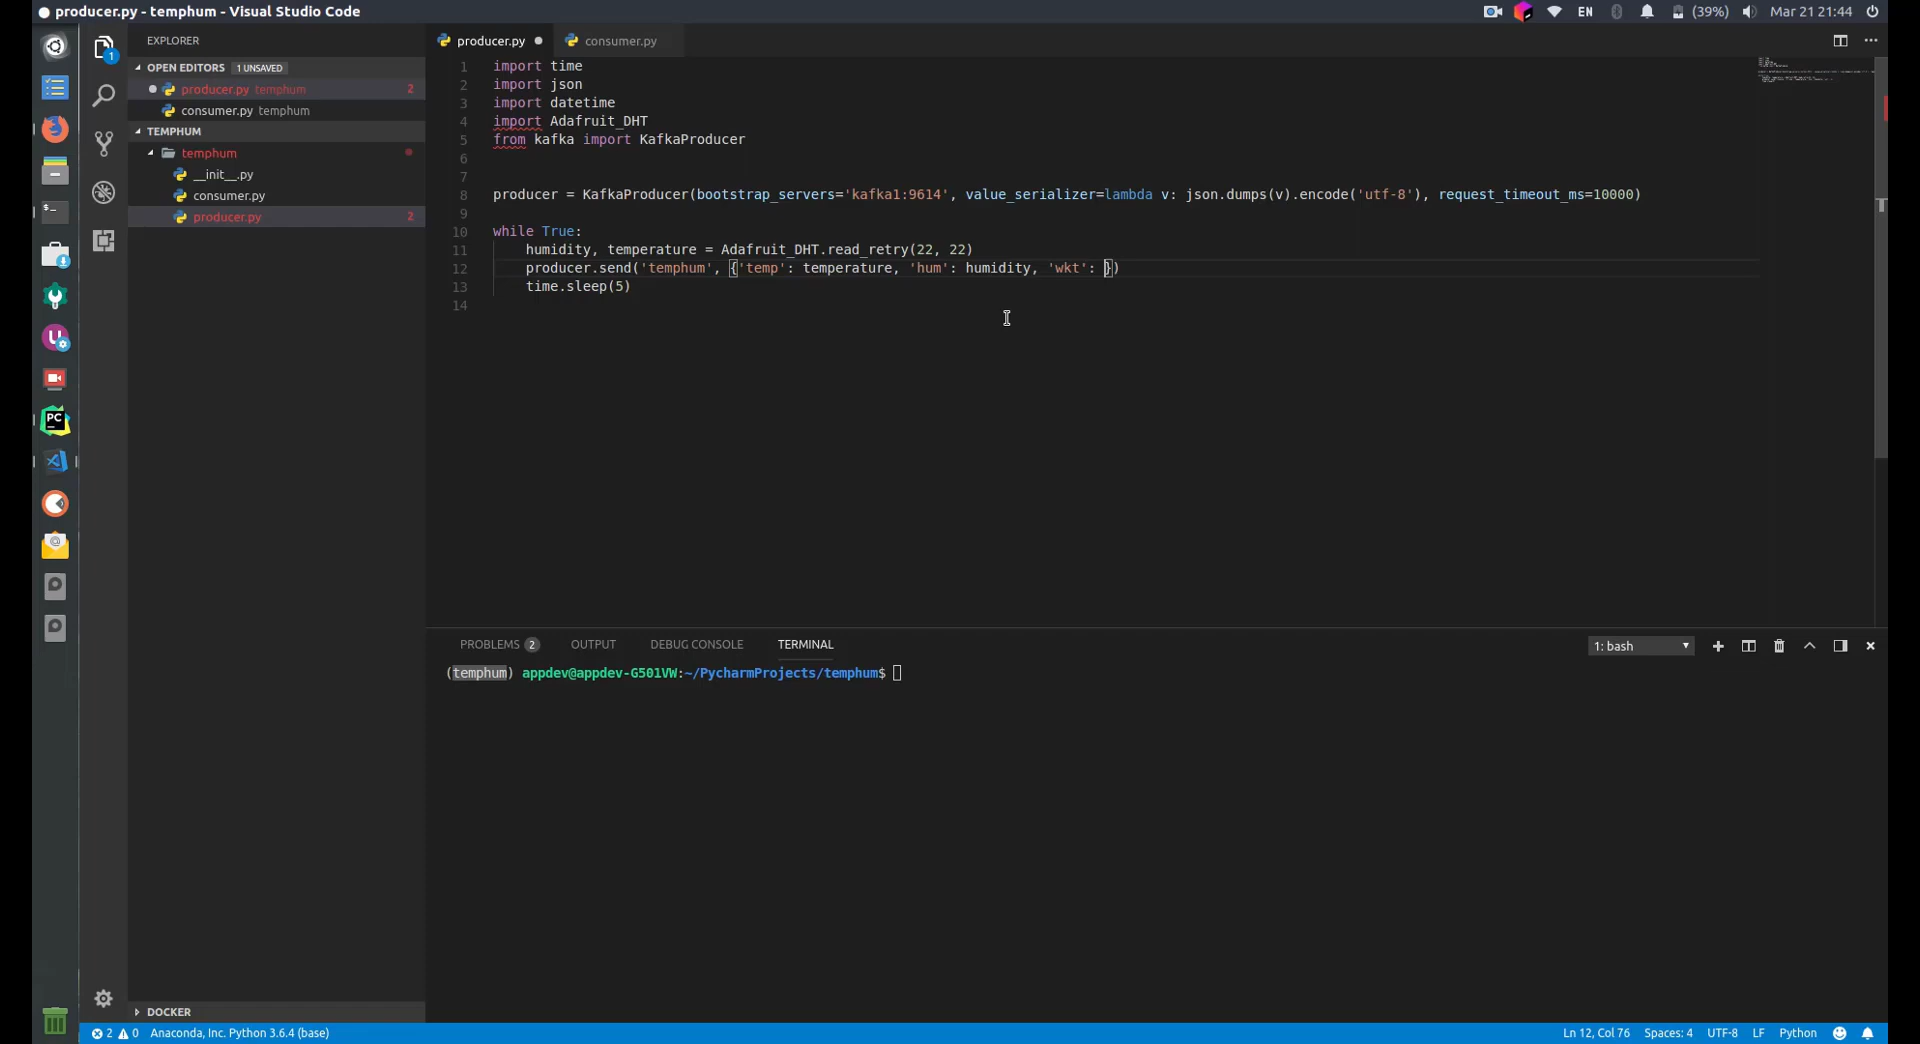 producer.py - temphum - Visual Studio Code
EN
(39%)
Mar 21 21:44
EXPLORER
OPEN EDITORS 1 UNSAVED
producer.py temphum 2
consumer.py temphum
TEMPHUM
temphum
__init__.py
consumer.py
producer.py 2
DOCKER
1
PC
producer.py
consumer.py
1 import time
2 import json
3 import datetime
4 import Adafruit_DHT
5 from kafka import KafkaProducer
6
7
8 producer = KafkaProducer(bootstrap_servers='kafka1:9614', value_serializer=lambda v: json.dumps(v).encode('utf-8'), request_timeout_ms=10000)
9
10 while True:
11 humidity, temperature = Adafruit_DHT.read_retry(22, 22)
12 producer.send('temphum', {'temp': temperature, 'hum': humidity, 'wkt': })
13 time.sleep(5)
14
PROBLEMS 2 OUTPUT DEBUG CONSOLE TERMINAL
1: bash
(temphum) appdev@appdev-G501VW:~/PycharmProjects/temphum$
2 0 Anaconda, Inc. Python 3.6.4 (base)
Ln 12, Col 76 Spaces: 4 UTF-8 LF Python